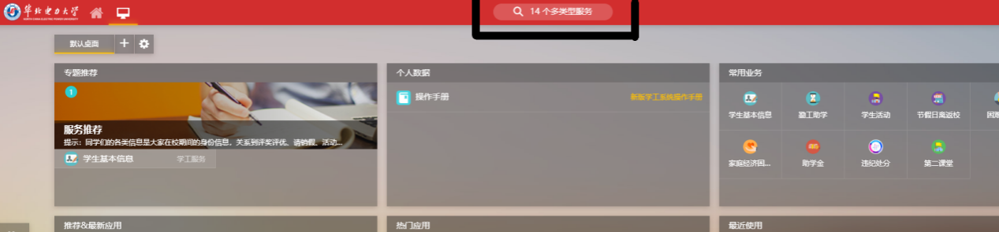 华北电力大学
NORTH CHINA ELECTRIC POWER UNIVERSITY
14 个多类型服务
默认桌面
专题推荐
1
服务推荐
提示：同学们的各类信息是大家在校期间的身份信息，关系到评奖评优、请销假、活动...
学生基本信息 学工服务
个人数据
操作手册 新版学工系统操作手册
常用业务
学生基本信息 勤工助学 学生活动 节假日离返校 困难
家庭经济困... 助学金 违纪处分 第二课堂
推荐&最新应用
热门应用
最近使用